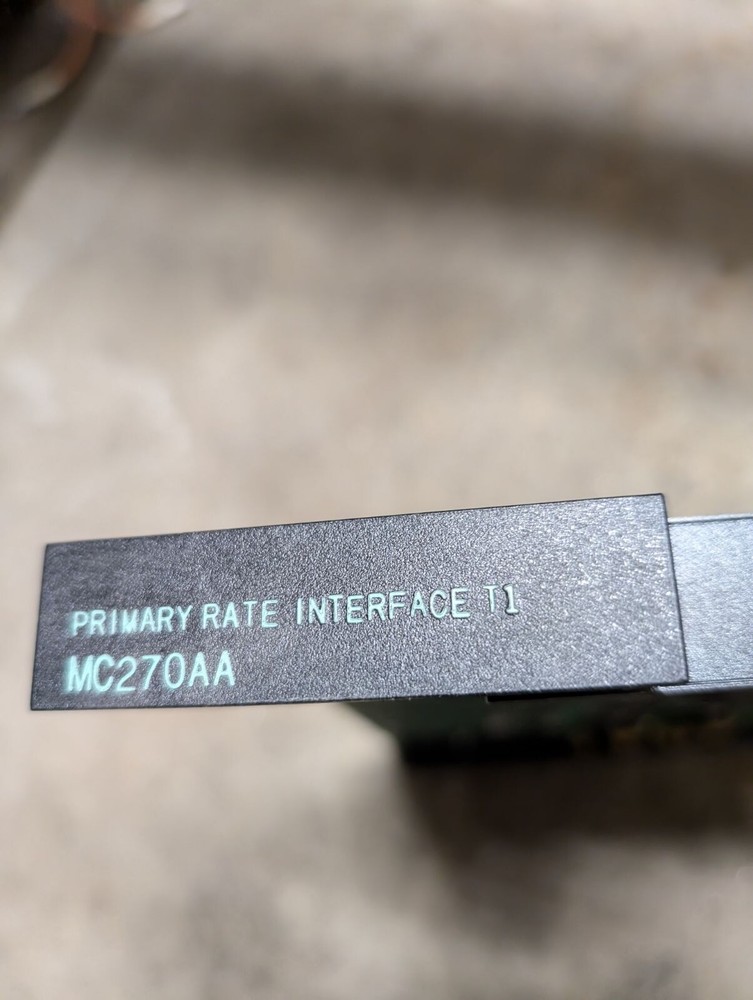 PRIMARY RATE INTERFACE T1
MC270AA